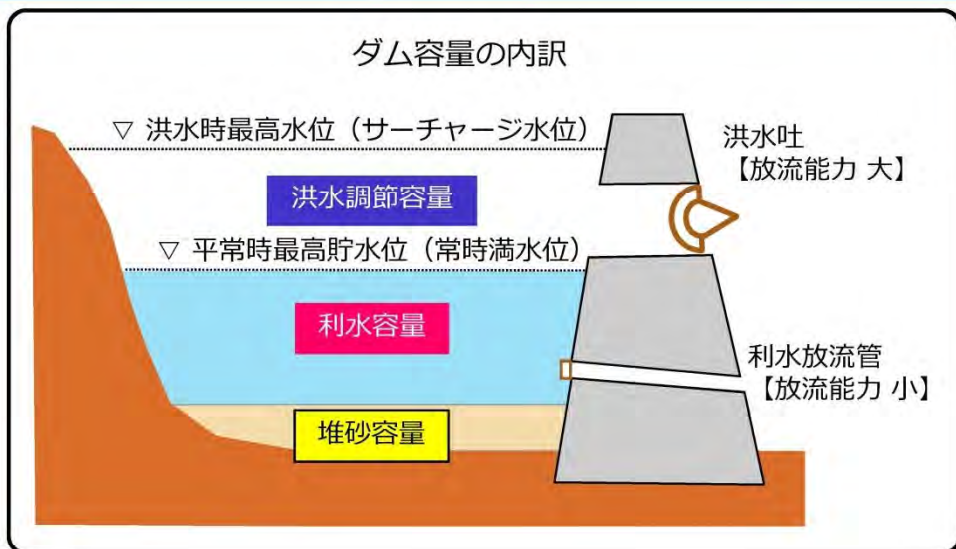 ダム容量の内訳
▽ 洪水時最高水位（サーチャージ水位）
洪水吐
【放流能力 大】
洪水調節容量
▽ 平常時最高貯水位（常時満水位）
利水容量
利水放流管
【放流能力 小】
堆砂容量